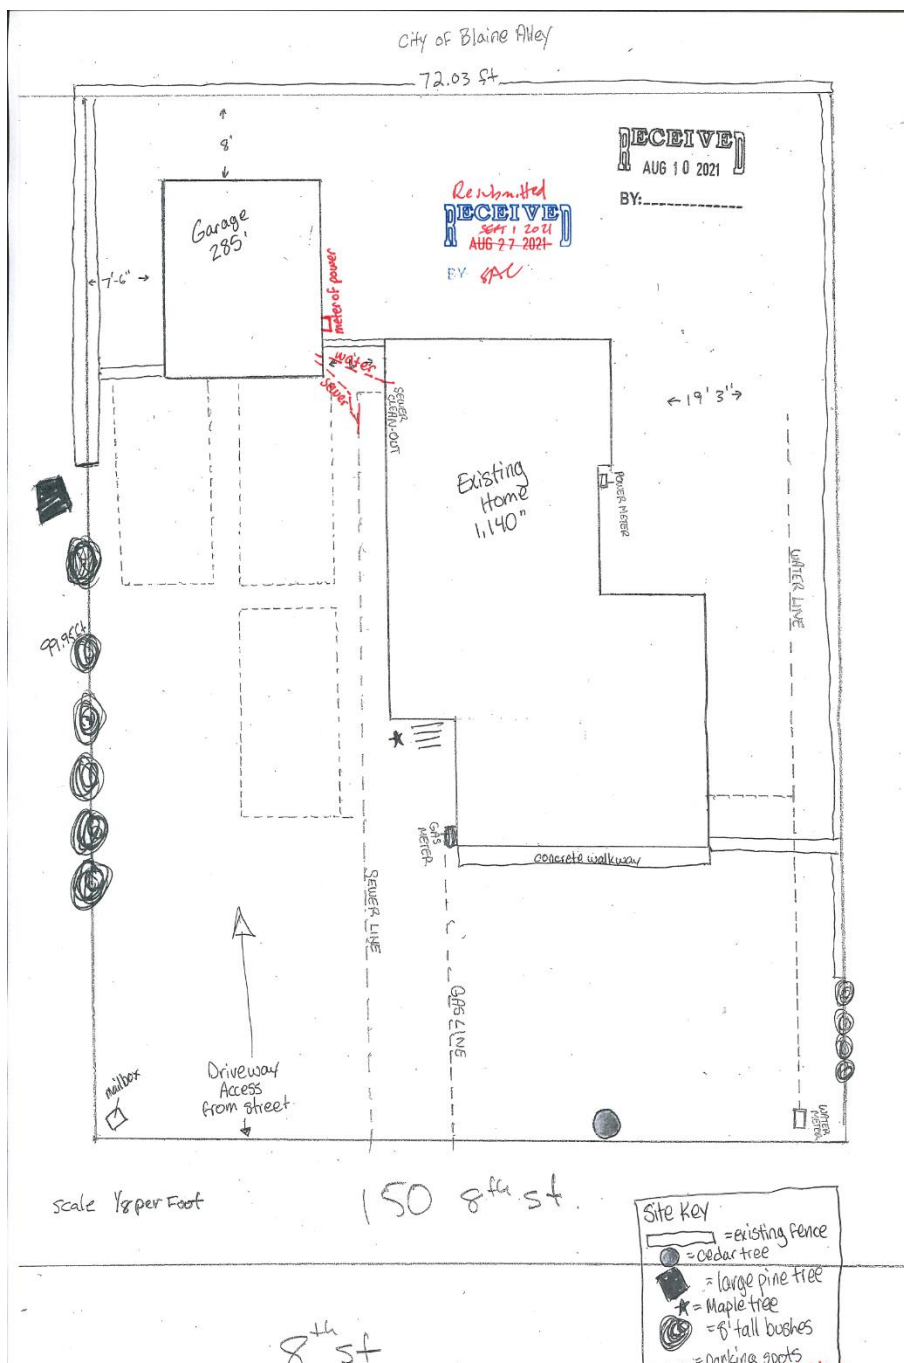 City of Blaine Alley
72.03 ft
8'
RECEIVED
AUG 10 2021
BY:
Resubmitted
RECEIVED
SEPT 1 2021
AUG 27 2021
BY SAC
Garage
285'
7'-6"
meter of power
water
sewer
SEWER
CLEAN-OUT
19' 3"
Existing
Home
1,140"
POWER METER
WATER LINE
99.95ft
GAS
METER
concrete walkway
SEWER LINE
GAS LINE
Driveway
Access
from street
mailbox
WATER
METER
scale 1/8 per Foot
150 8th st.
Site Key
= existing fence
= cedar tree
= large pine tree
= Maple tree
= 8' tall bushes
= parking spots
8th st